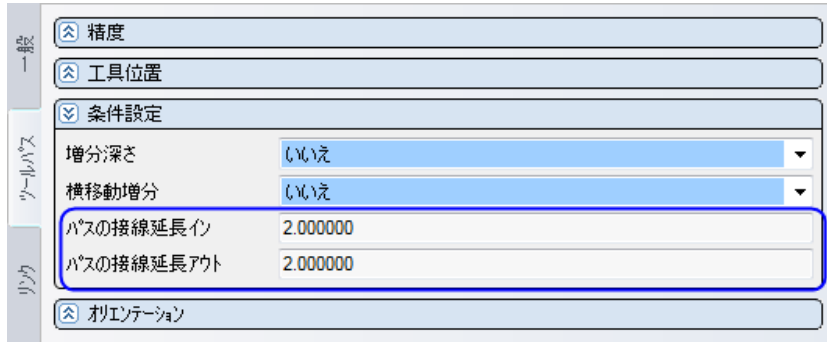 一般
ツールパス
リンク
精度
工具位置
条件設定
増分深さ いいえ
横移動増分 いいえ
パスの接線延長イン 2.000000
パスの接線延長アウト 2.000000
オリエンテーション